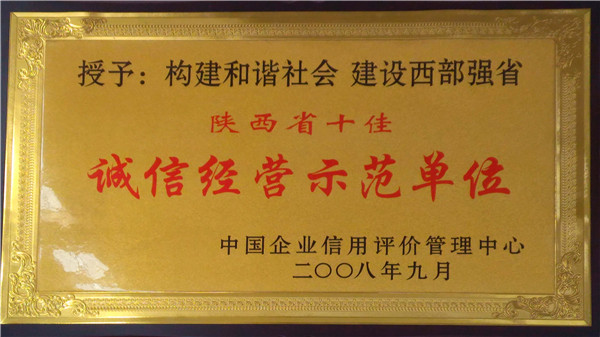 授予：构建和谐社会 建设西部强省
陕西省十佳
诚信经营示范单位
中国企业信用评价管理中心
二〇〇八年九月